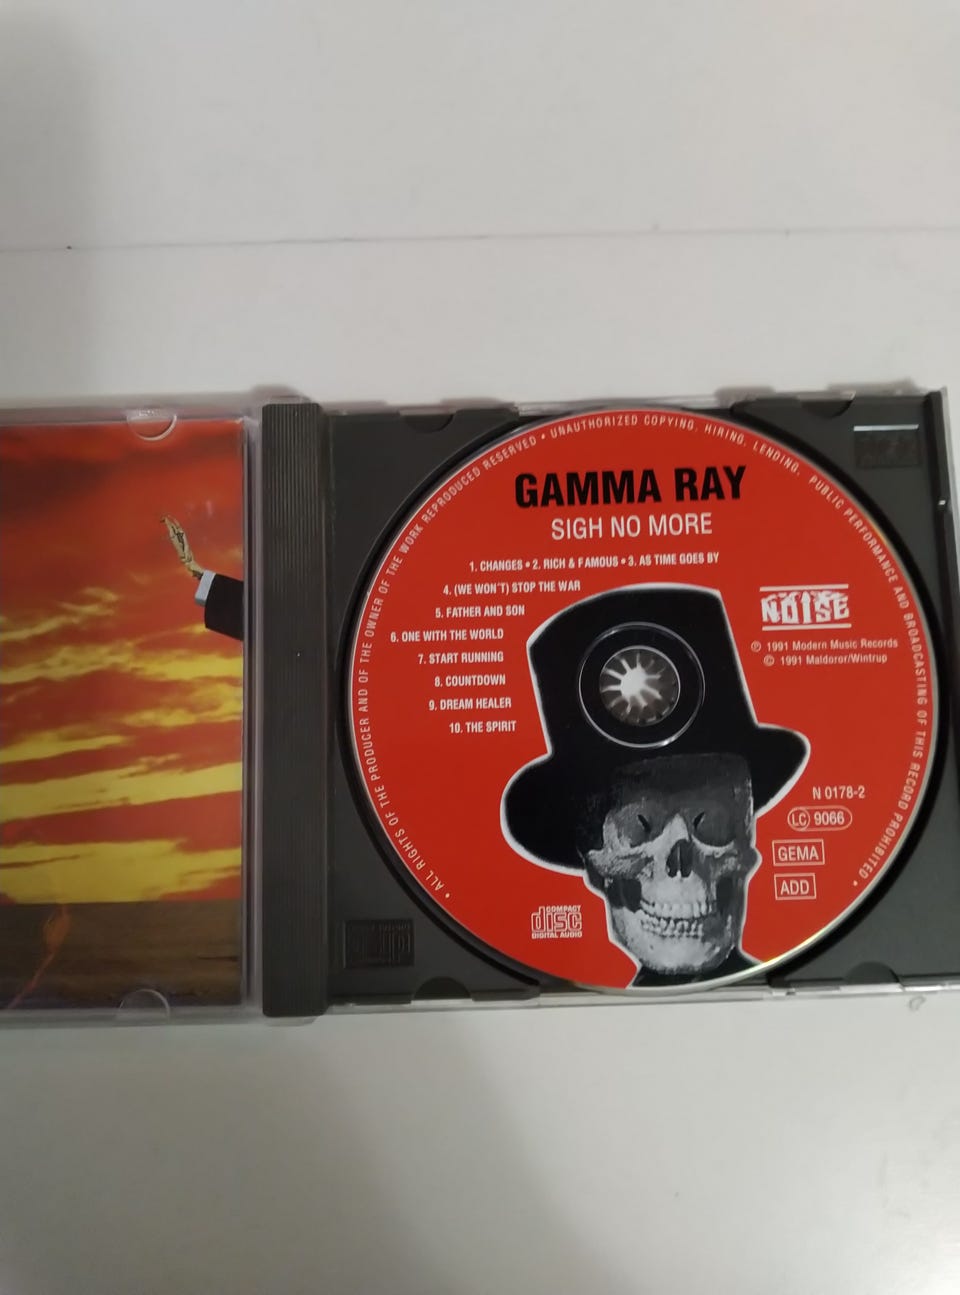 GAMMA RAY
SIGH NO MORE
1. CHANGES • 2. RICH & FAMOUS • 3. AS TIME GOES BY
4. (WE WON'T) STOP THE WAR
5. FATHER AND SON
6. ONE WITH THE WORLD
7. START RUNNING
8. COUNTDOWN
9. DREAM HEALER
10. THE SPIRIT
NOISE
℗ 1991 Modern Music Records
© 1991 Maldoror/Wintrup
N 0178-2
LC 9066
GEMA
ADD
COMPACT
disc
DIGITAL AUDIO
• ALL RIGHTS OF THE PRODUCER AND OF THE OWNER OF THE WORK REPRODUCED RESERVED • UNAUTHORIZED COPYING, HIRING, LENDING, PUBLIC PERFORMANCE AND BROADCASTING OF THIS RECORD PROHIBITED •